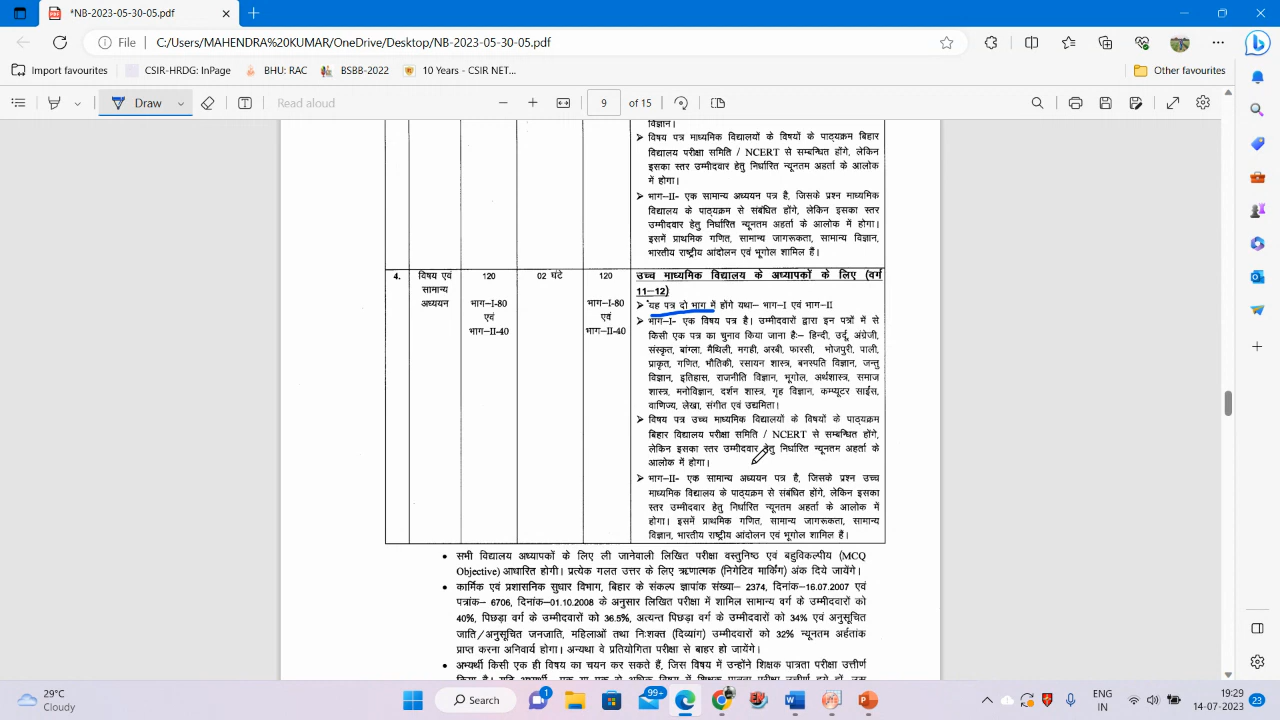 *NB-2023-05-30-05.pdf
File
C:/Users/MAHENDRA%20KUMAR/OneDrive/Desktop/NB-2023-05-30-05.pdf
Import favourites
CSIR-HRDG: InPage
BHU: RAC
BSBB-2022
10 Years - CSIR NET...
Other favourites
Draw
Read aloud
9 of 15
विज्ञान।
विषय पत्र माध्यमिक विद्यालयों के विषयों के पाठ्यक्रम बिहार
विद्यालय परीक्षा समिति / NCERT से सम्बन्धित होंगे, लेकिन
इसका स्तर उम्मीदवार हेतु निर्धारित न्यूनतम अहर्ता के आलोक
में होगा।
भाग–II- एक सामान्य अध्ययन पत्र है, जिसके प्रश्न माध्यमिक
विद्यालय के पाठ्यक्रम से संबंधित होंगे, लेकिन इसका स्तर
उम्मीदवार हेतु निर्धारित न्यूनतम अहर्ता के आलोक में होगा।
इसमें प्राथमिक गणित, सामान्य जागरूकता, सामान्य विज्ञान,
भारतीय राष्ट्रीय आंदोलन एवं भूगोल शामिल हैं।
4.
विषय एवं
सामान्य
अध्ययन
120
भाग–I-80
एवं
भाग–II-40
02 घंटे
120
भाग–I-80
एवं
भाग–II-40
उच्च माध्यमिक विद्यालय के अध्यापकों के लिए (वर्ग
11–12)
यह पत्र दो भाग में होंगे यथा– भाग–I एवं भाग–II
भाग–I- एक विषय पत्र है। उम्मीदवारों द्वारा इन पत्रों में से
किसी एक पत्र का चुनाव किया जाना हैः– हिन्दी, उर्दू, अंग्रेजी,
संस्कृत, बांग्ला, मैथिली, मगही, अरबी, फारसी, भोजपुरी, पाली,
प्राकृत, गणित, भौतिकी, रसायन शास्त्र, बनस्पति विज्ञान, जन्तु
विज्ञान, इतिहास, राजनीति विज्ञान, भूगोल, अर्थशास्त्र, समाज
शास्त्र, मनोविज्ञान, दर्शन शास्त्र, गृह विज्ञान, कम्प्यूटर साईंस,
वाणिज्य, लेखा, संगीत एवं उद्यमिता।
विषय पत्र उच्च माध्यमिक विद्यालयों के विषयों के पाठ्यक्रम
बिहार विद्यालय परीक्षा समिति / NCERT से सम्बन्धित होंगे,
लेकिन इसका स्तर उम्मीदवार हेतु निर्धारित न्यूनतम अहर्ता के
आलोक में होगा।
भाग–II- एक सामान्य अध्ययन पत्र है, जिसके प्रश्न उच्च
माध्यमिक विद्यालय के पाठ्यक्रम से संबंधित होंगे, लेकिन इसका
स्तर उम्मीदवार हेतु निर्धारित न्यूनतम अहर्ता के आलोक में
होगा। इसमें प्राथमिक गणित, सामान्य जागरूकता, सामान्य
विज्ञान, भारतीय राष्ट्रीय आंदोलन एवं भूगोल शामिल हैं।
सभी विद्यालय अध्यापकों के लिए ली जानेवाली लिखित परीक्षा वस्तुनिष्ठ एवं बहुविकल्पीय (MCQ
Objective) आधारित होगी। प्रत्येक गलत उत्तर के लिए ऋणात्मक (निगेटिव मार्किंग) अंक दिये जायेंगे।
कार्मिक एवं प्रशासनिक सुधार विभाग, बिहार के संकल्प ज्ञापांक संख्या– 2374, दिनांक-16.07.2007 एवं
पत्रांक– 6706, दिनांक-01.10.2008 के अनुसार लिखित परीक्षा में शामिल सामान्य वर्ग के उम्मीदवारों को
40%, पिछड़ा वर्ग के उम्मीदवारों को 36.5%, अत्यन्त पिछड़ा वर्ग के उम्मीदवारों को 34% एवं अनुसूचित
जाति/अनुसूचित जनजाति, महिलाओं तथा निःशक्त (दिव्यांग) उम्मीदवारों को 32% न्यूनतम अर्हतांक
प्राप्त करना अनिवार्य होगा। अन्यथा वे प्रतियोगिता परीक्षा से बाहर हो जायेंगे।
अभ्यर्थी किसी एक ही विषय का चयन कर सकते हैं, जिस विषय में उन्होंने शिक्षक पात्रता परीक्षा उत्तीर्ण
29°C
Cloudy
Search
1
99+
ENG
IN
19:29
14-07-2023
23